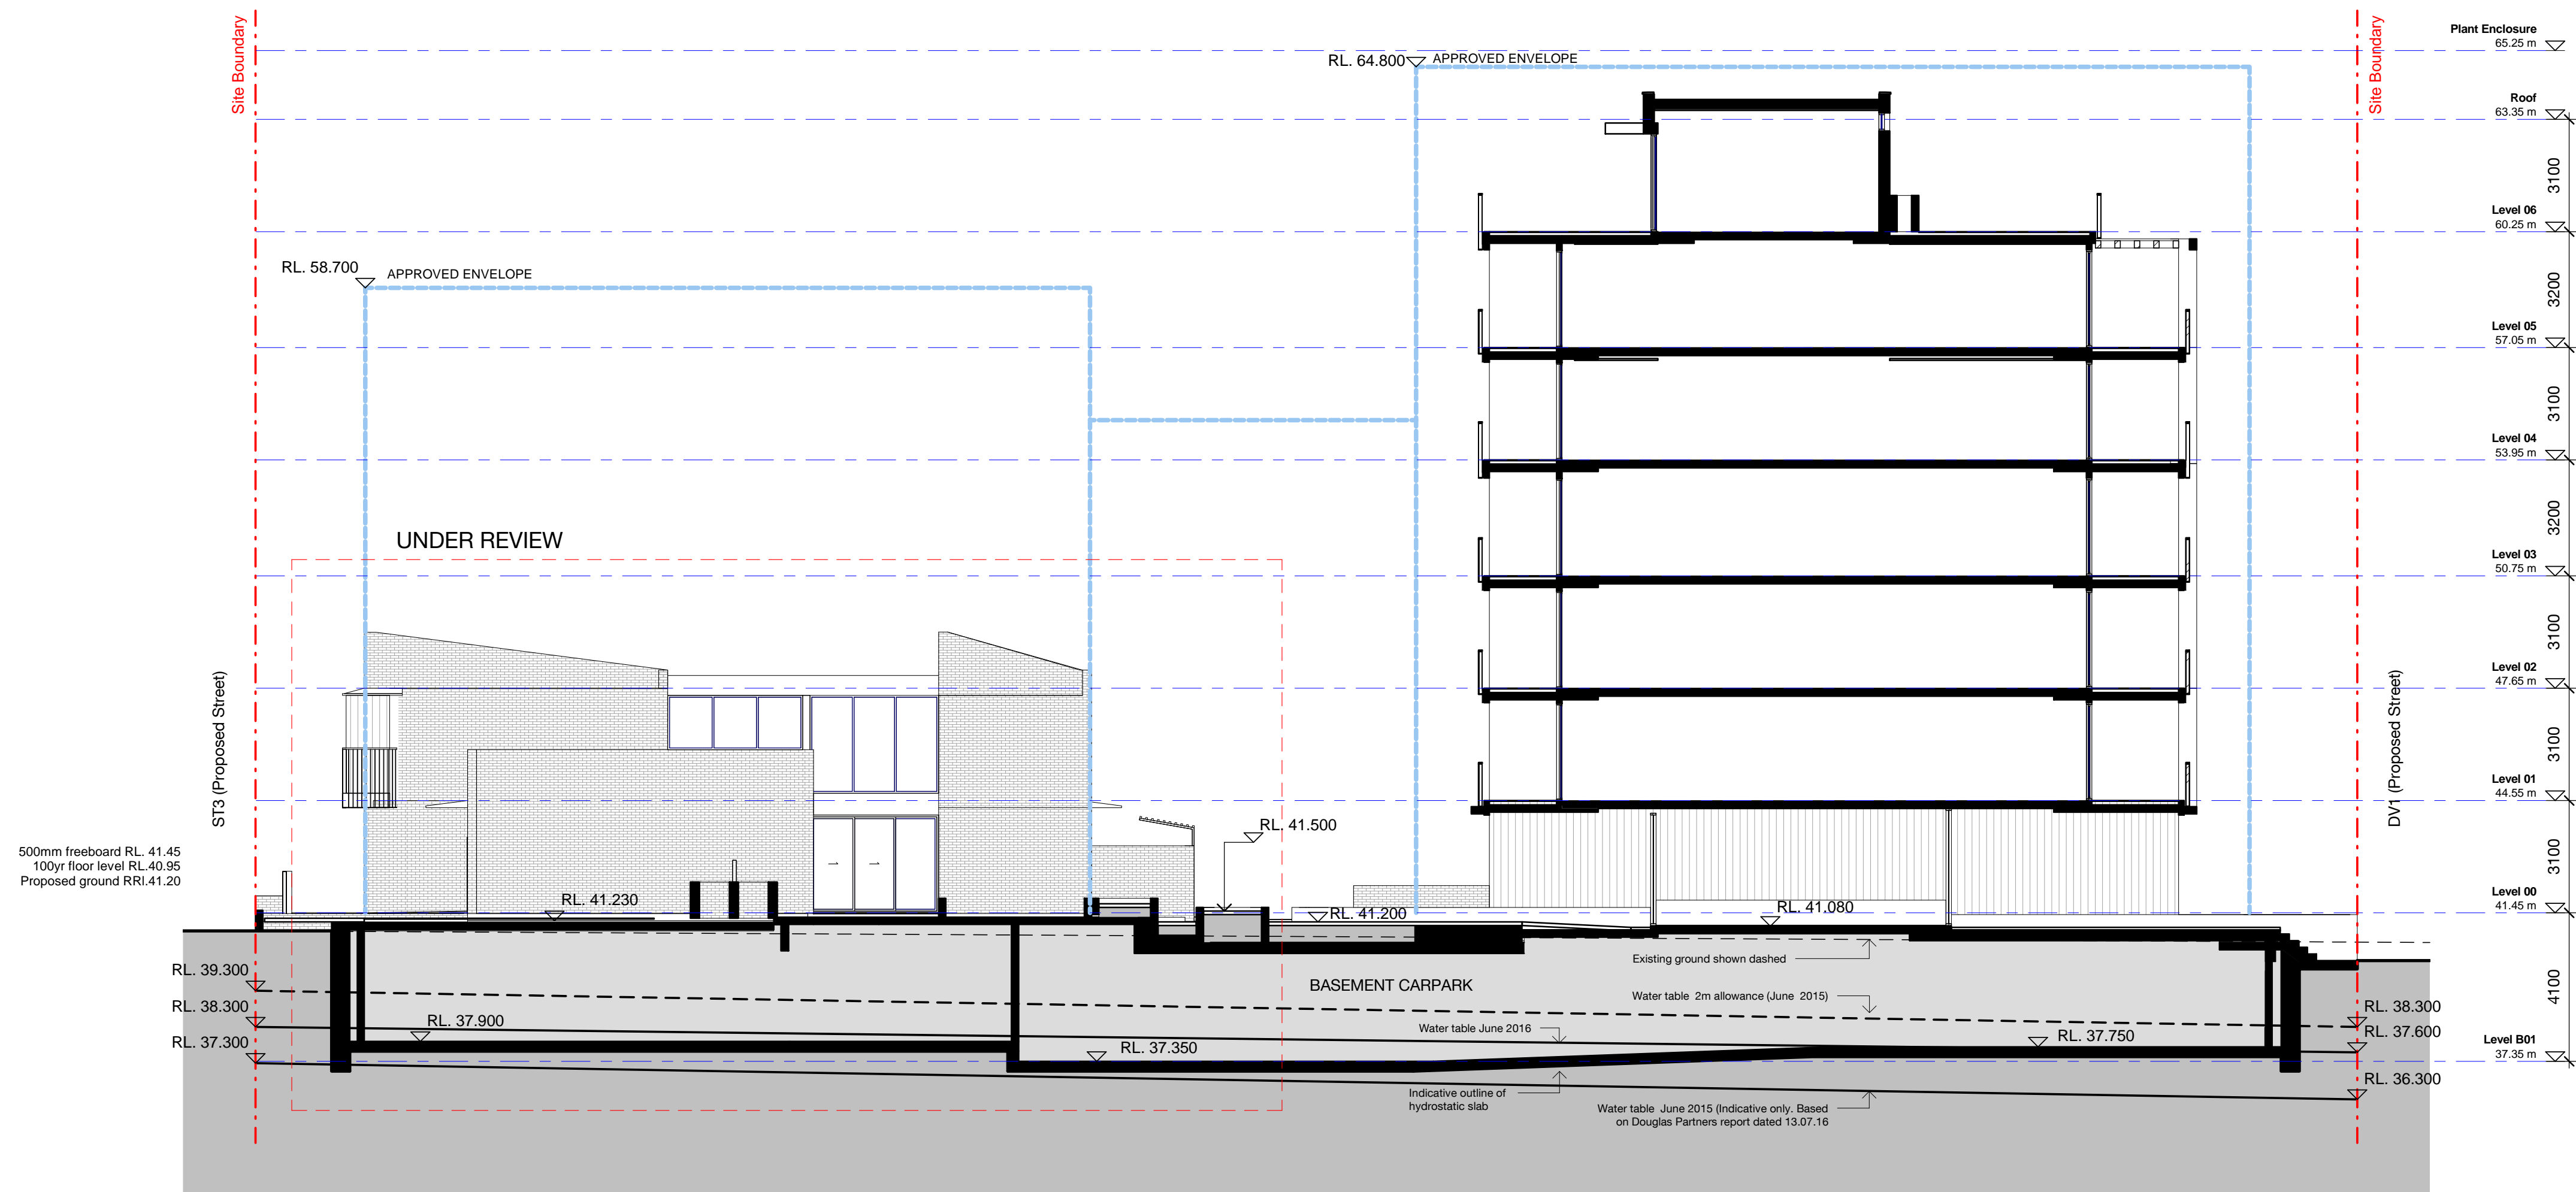 Site Boundary
Site Boundary
Plant Enclosure
65.25 m
RL. 64.800
APPROVED ENVELOPE
Roof
63.35 m
3100
Level 06
60.25 m
RL. 58.700
APPROVED ENVELOPE
3200
Level 05
57.05 m
3100
Level 04
53.95 m
3200
UNDER REVIEW
Level 03
50.75 m
3100
Level 02
47.65 m
ST3 (Proposed Street)
DV1 (Proposed Street)
3100
Level 01
44.55 m
RL. 41.500
500mm freeboard RL. 41.45
100yr floor level RL.40.95
Proposed ground RRI.41.20
3100
Level 00
41.45 m
RL. 41.230
RL. 41.200
RL. 41.080
Existing ground shown dashed
RL. 39.300
BASEMENT CARPARK
4100
Water table 2m allowance (June 2015)
RL. 38.300
RL. 38.300
RL. 37.900
Water table June 2016
RL. 37.750
RL. 37.600
RL. 37.300
RL. 37.350
Level B01
37.35 m
RL. 36.300
Indicative outline of
hydrostatic slab
Water table June 2015 (Indicative only. Based
on Douglas Partners report dated 13.07.16